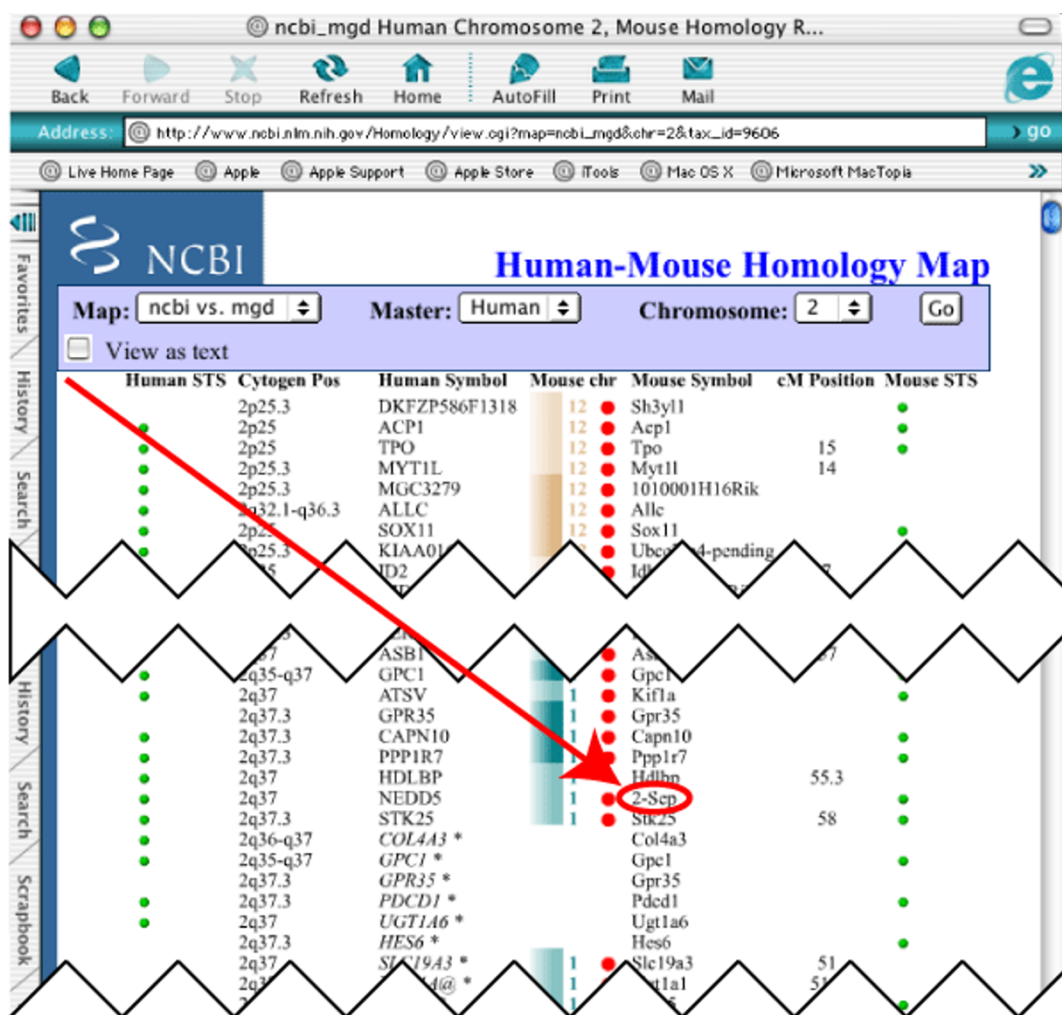 ncbi_mgd Human Chromosome 2, Mouse Homology R...
Back Forward Stop Refresh Home AutoFill Print Mail
Address: http://www.ncbi.nlm.nih.gov/Homology/view.cgi?map=ncbi_mgd&chr=2&tax_id=9606 go
Live Home Page Apple Apple Support Apple Store iTools Mac OS X Microsoft MacTopia
NCBI
Human-Mouse Homology Map
Map: ncbi vs. mgd Master: Human Chromosome: 2 Go
View as text
Favorites
History
Search
History
Search
Scrapbook
Human STS Cytogen Pos Human Symbol Mouse chr Mouse Symbol cM Position Mouse STS
2p25.3 DKFZP586F1318 12 Sh3yl1
2p25 ACP1 12 Acp1
2p25 TPO 12 Tpo 15
2p25.3 MYT1L 12 Myt1l 14
2p25.3 MGC3279 12 1010001H16Rik
2q32.1-q36.3 ALLC 12 Allc
2p25 SOX11 12 Sox11
2p25.3
ID2
ASB1
2q35-q37 GPC1 Gpc1
2q37 ATSV 1 Kif1a
2q37.3 GPR35 1 Gpr35
2q37.3 CAPN10 1 Capn10
2q37.3 PPP1R7 1 Ppp1r7
2q37 HDLBP 1 Hdlbp 55.3
2q37 NEDD5 1 2-Sep
2q37.3 STK25 1 Stk25 58
2q36-q37 COL4A3 * Col4a3
2q35-q37 GPC1 * Gpc1
2q37.3 GPR35 * Gpr35
2q37.3 PDCD1 * Pdcd1
2q37 UGT1A6 * Ugt1a6
2q37.3 HES6 * Hes6
2q37 SLC19A3 * 1 Slc19a3 51
1